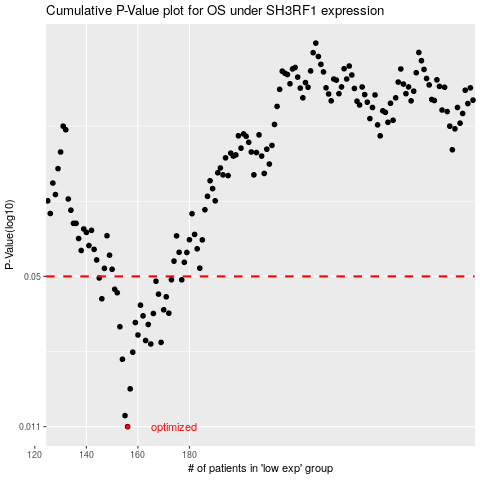 Cumulative P-Value plot for OS under SH3RF1 expression
P-Value(log10)
0.05
0.011
optimized
120 140 160 180
# of patients in 'low exp' group